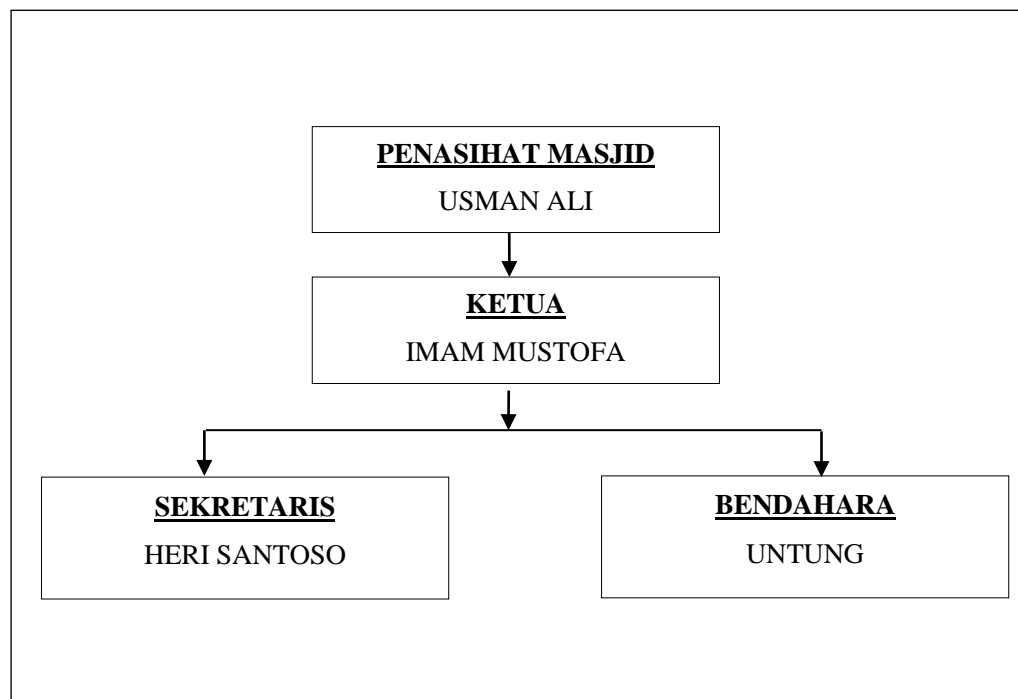 PENASIHAT MASJID
USMAN ALI
KETUA
IMAM MUSTOFA
SEKRETARIS
HERI SANTOSO
BENDAHARA
UNTUNG